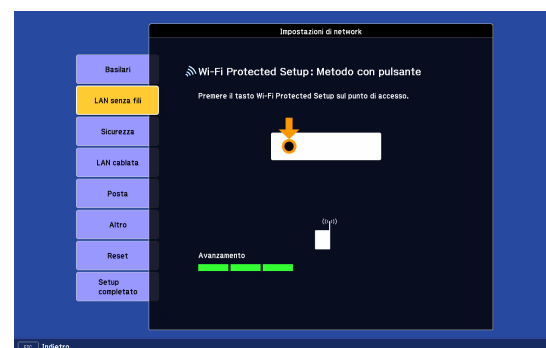 Impostazioni di network
Basilari
LAN senza fili
Sicurezza
LAN cablata
Posta
Altro
Reset
Setup
completato
Wi-Fi Protected Setup: Metodo con pulsante
Premere il tasto Wi-Fi Protected Setup sul punto di accesso.
Avanzamento
ESC Indietro